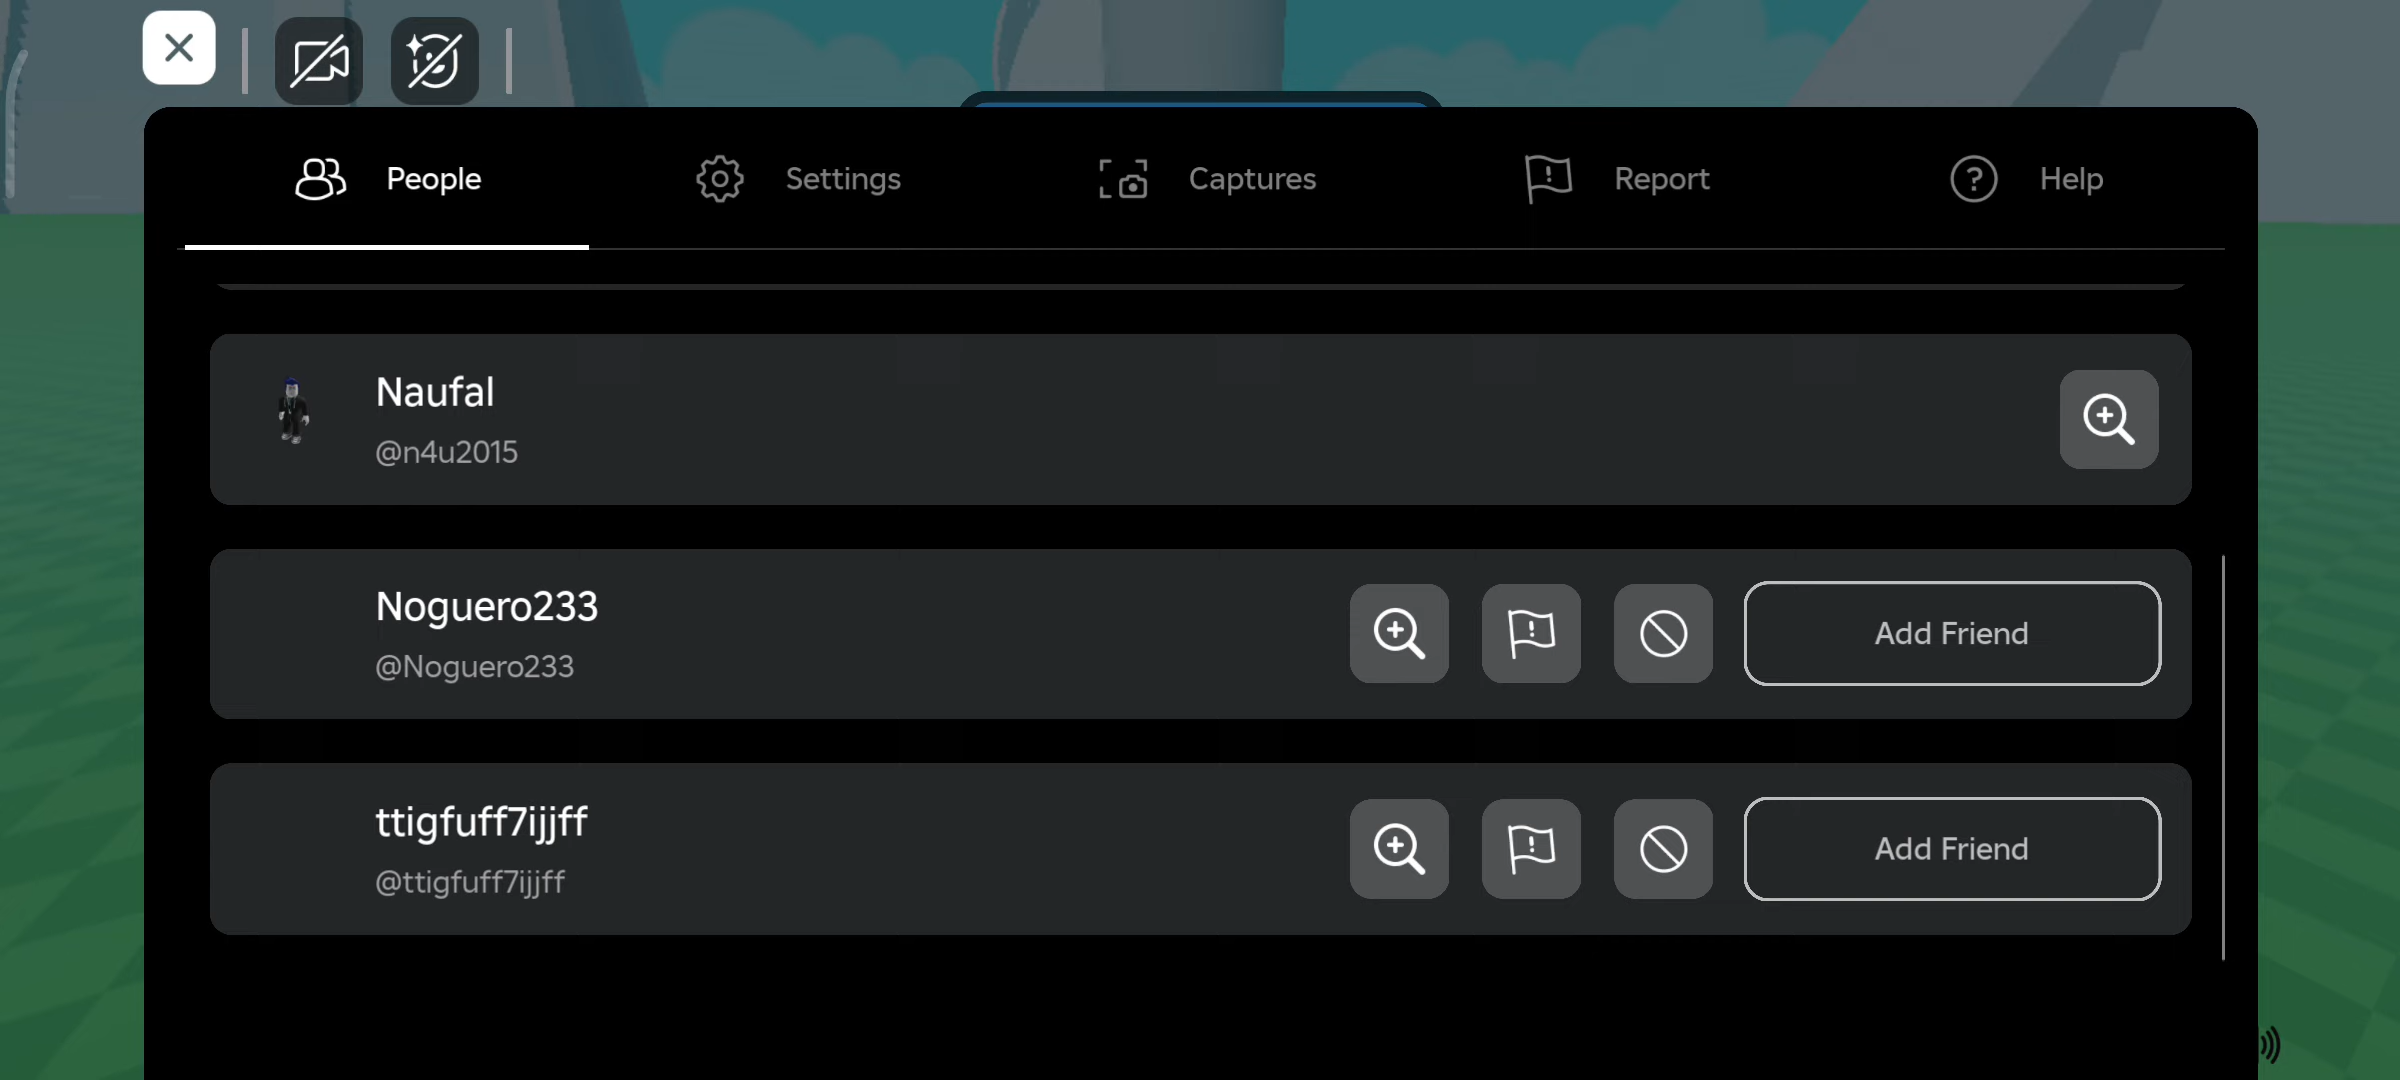 People
Settings
Captures
Report
Help
Naufal
@n4u2015
Noguero233
@Noguero233
Add Friend
ttigfuff7ijjff
@ttigfuff7ijjff
Add Friend